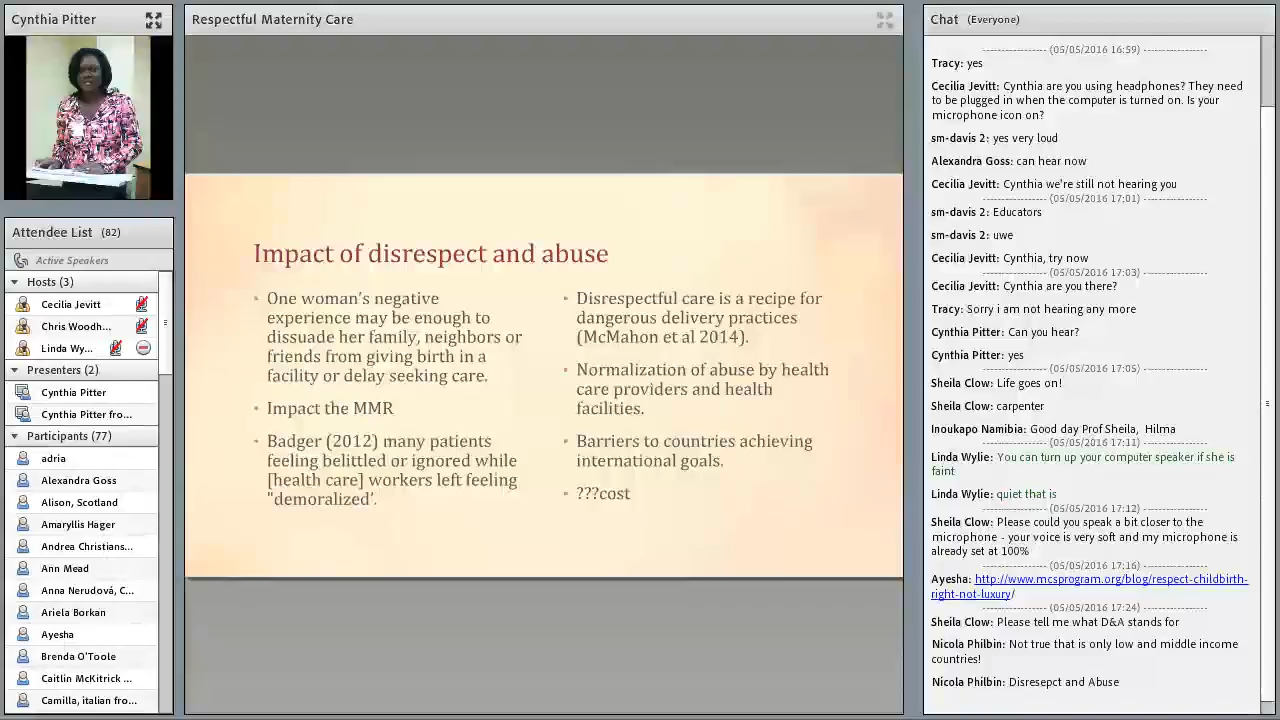 Cynthia Pitter
Attendee List (82)
Active Speakers
Hosts (3)
Cecilia Jevitt
Chris Woodh...
Linda Wy...
Presenters (2)
Cynthia Pitter
Cynthia Pitter fro...
Participants (77)
adria
Alexandra Goss
Alison, Scotland
Amaryllis Hager
Andrea Christians...
Ann Mead
Anna Nerudová, C...
Ariela Borkan
Ayesha
Brenda O'Toole
Caitlin McKitrick ...
Camilla, italian fro...
Respectful Maternity Care
Impact of disrespect and abuse
• One woman's negative
experience may be enough to
dissuade her family, neighbors or
friends from giving birth in a
facility or delay seeking care.
• Impact the MMR
• Badger (2012) many patients
feeling belittled or ignored while
[health care] workers left feeling
"demoralized'.
• Disrespectful care is a recipe for
dangerous delivery practices
(McMahon et al 2014).
• Normalization of abuse by health
care providers and health
facilities.
• Barriers to countries achieving
international goals.
• ???cost
Chat (Everyone)
------------------ (05/05/2016 16:59) ------------------
Tracy: yes
Cecilia Jevitt: Cynthia are you using headphones? They need
to be plugged in when the computer is turned on. Is your
microphone icon on?
sm-davis 2: yes very loud
Alexandra Goss: can hear now
Cecilia Jevitt: Cynthia we're still not hearing you
------------------ (05/05/2016 17:01) ------------------
sm-davis 2: Educators
sm-davis 2: uwe
Cecilia Jevitt: Cynthia, try now
------------------ (05/05/2016 17:03) ------------------
Cecilia Jevitt: Cynthia are you there?
Tracy: Sorry i am not hearing any more
Cynthia Pitter: Can you hear?
Cynthia Pitter: yes
------------------ (05/05/2016 17:05) ------------------
Sheila Clow: Life goes on!
Sheila Clow: carpenter
Inoukapo Namibia: Good day Prof Sheila, Hilma
------------------ (05/05/2016 17:11) ------------------
Linda Wylie: You can turn up your computer speaker if she is
faint
Linda Wylie: quiet that is
------------------ (05/05/2016 17:12) ------------------
Sheila Clow: Please could you speak a bit closer to the
microphone - your voice is very soft and my microphone is
already set at 100%
------------------ (05/05/2016 17:16) ------------------
Ayesha: http://www.mcsprogram.org/blog/respect-childbirth-
right-not-luxury/
------------------ (05/05/2016 17:24) ------------------
Sheila Clow: Please tell me what D&A stands for
Nicola Philbin: Not true that is only low and middle income
countries!
Nicola Philbin: Disresepct and Abuse